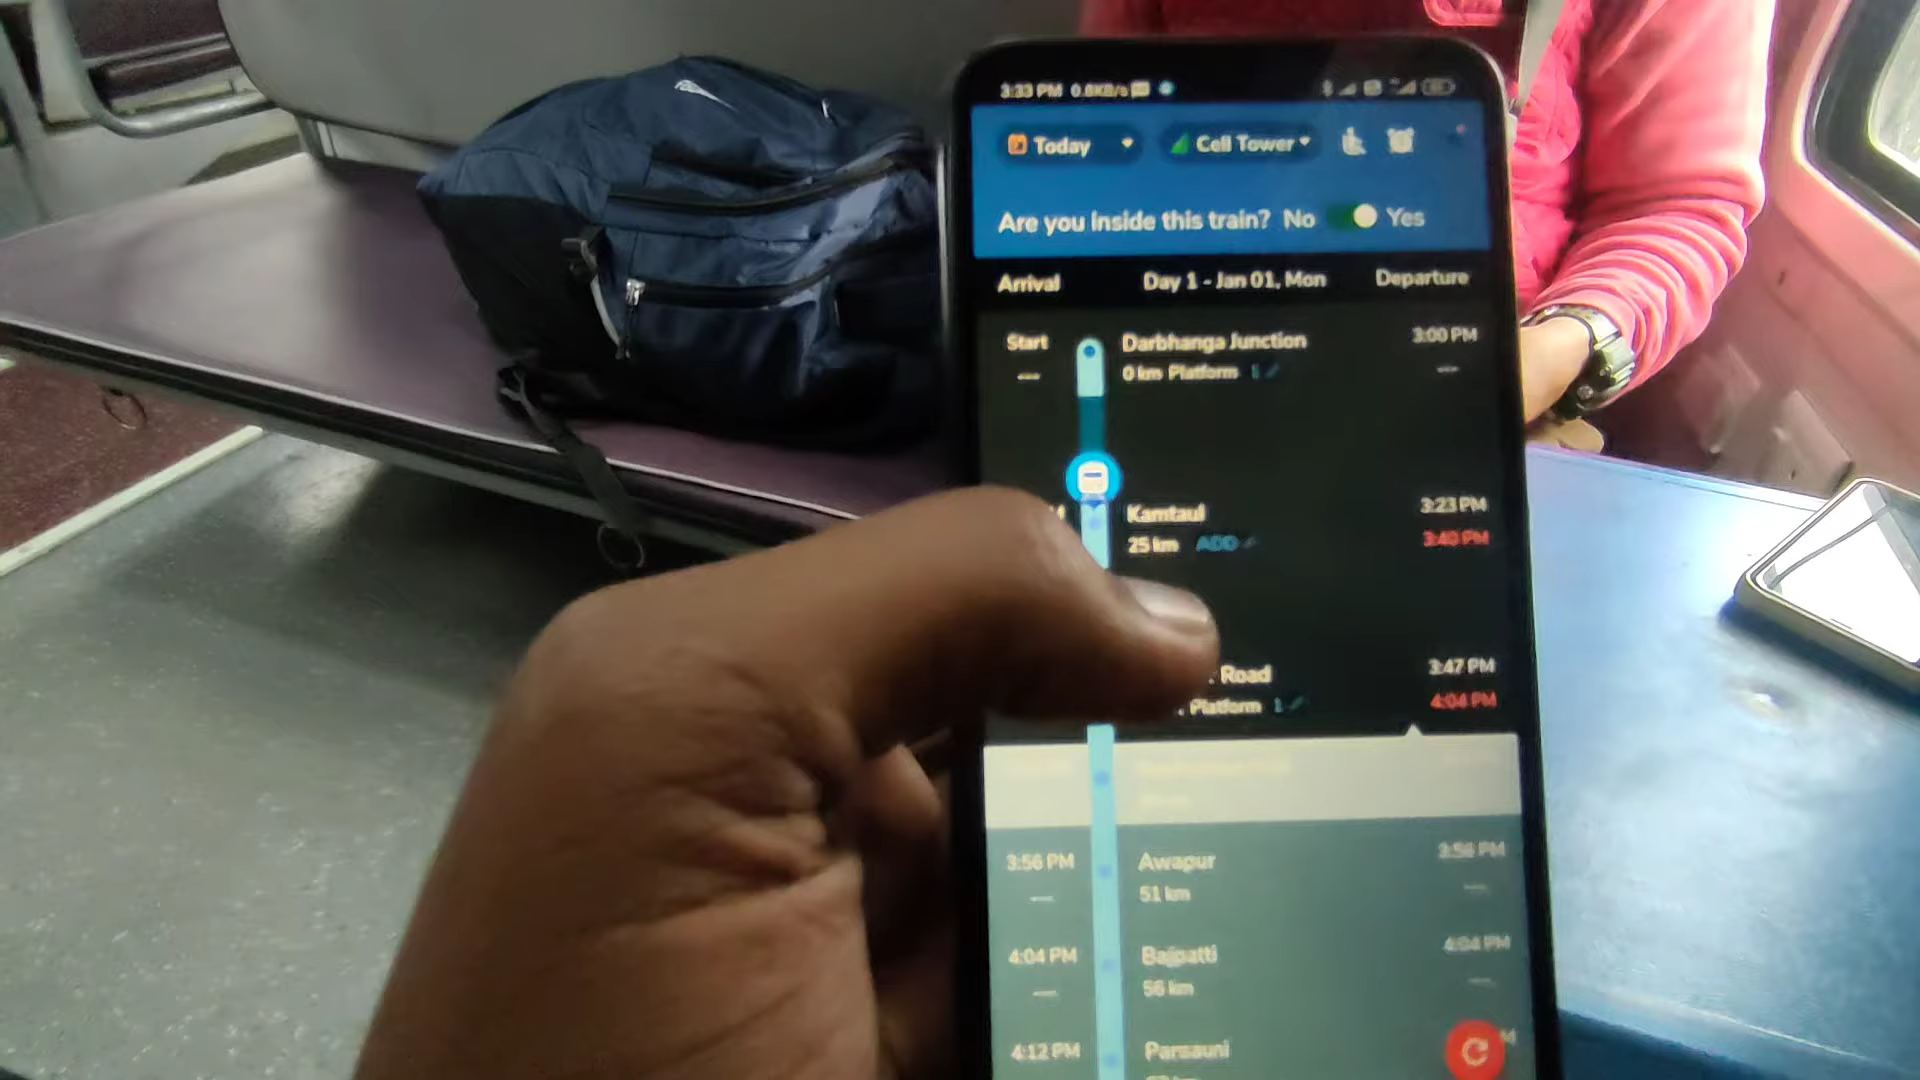 3:33 PM 0.8KB/s
Today Cell Tower
Are you inside this train? No Yes
Arrival Day 1 - Jan 01, Mon Departure
Start Darbhanga Junction 3:00 PM
--- 0 km Platform 1 ---
Kamtaul 3:23 PM
25 km ADD 3:40 PM
Road 3:47 PM
Platform 1 4:04 PM
3:56 PM Awapur 3:56 PM
--- 51 km ---
4:04 PM Bajpatti 4:04 PM
--- 56 km ---
4:12 PM Parsauni